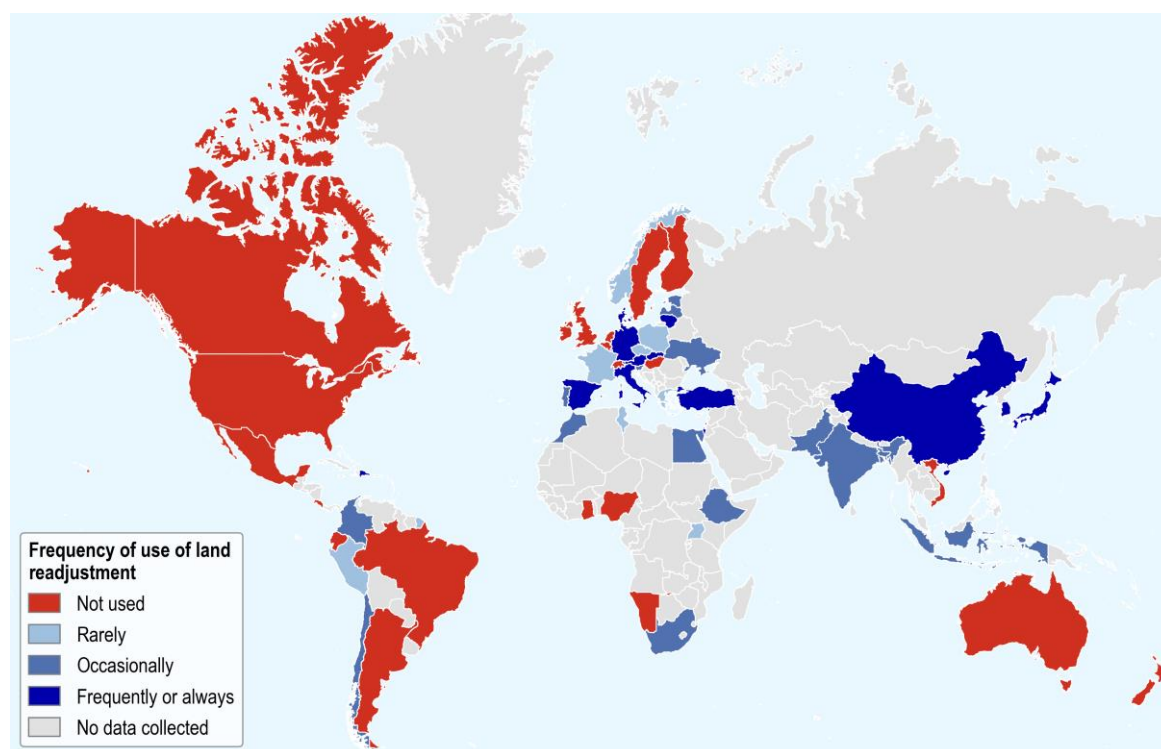 Frequency of use of land
readjustment
Not used
Rarely
Occasionally
Frequently or always
No data collected